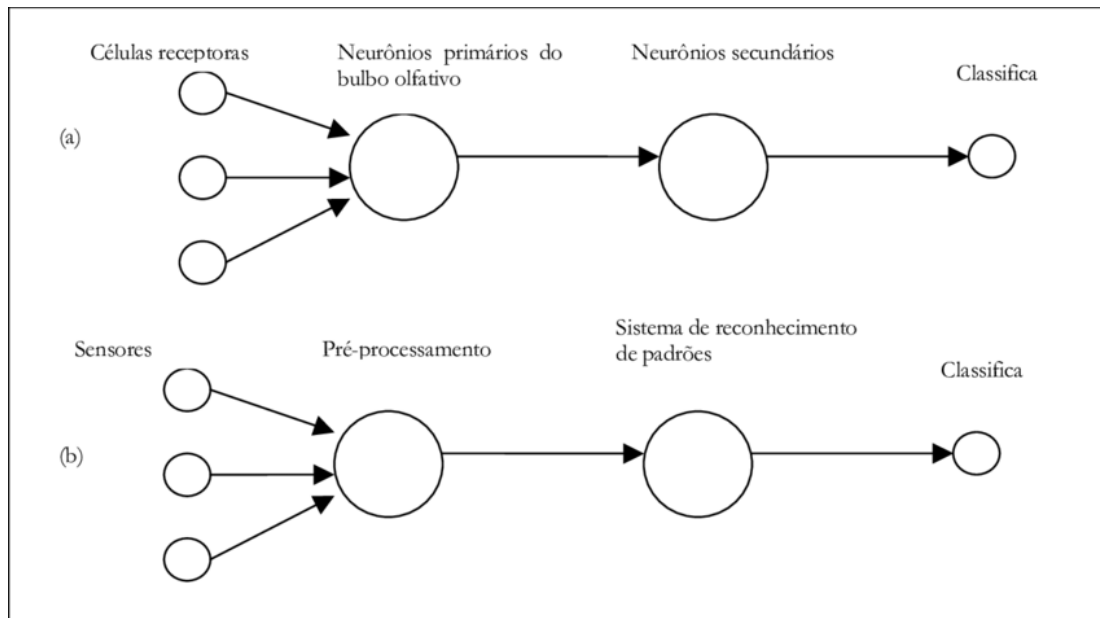 Células receptoras
Neurônios primários do
bulbo olfativo
Neurônios secundários
Classifica
(a)
Sensores
Pré-processamento
Sistema de reconhecimento
de padrões
Classifica
(b)